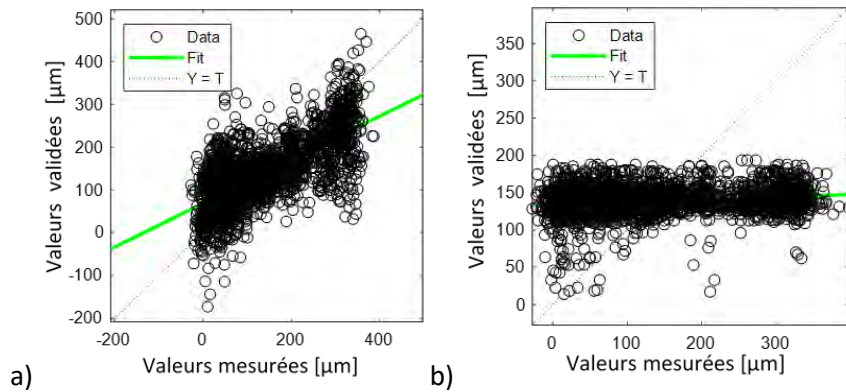 500
400
300
200
100
0
-100
-200
-200 0 200 400
Valeurs validées [µm]
Data
Fit
Y = T
Valeurs mesurées [µm]
a)
350
300
250
200
150
100
50
0
0 100 200 300
Valeurs validées [µm]
Data
Fit
Y = T
Valeurs mesurées [µm]
b)